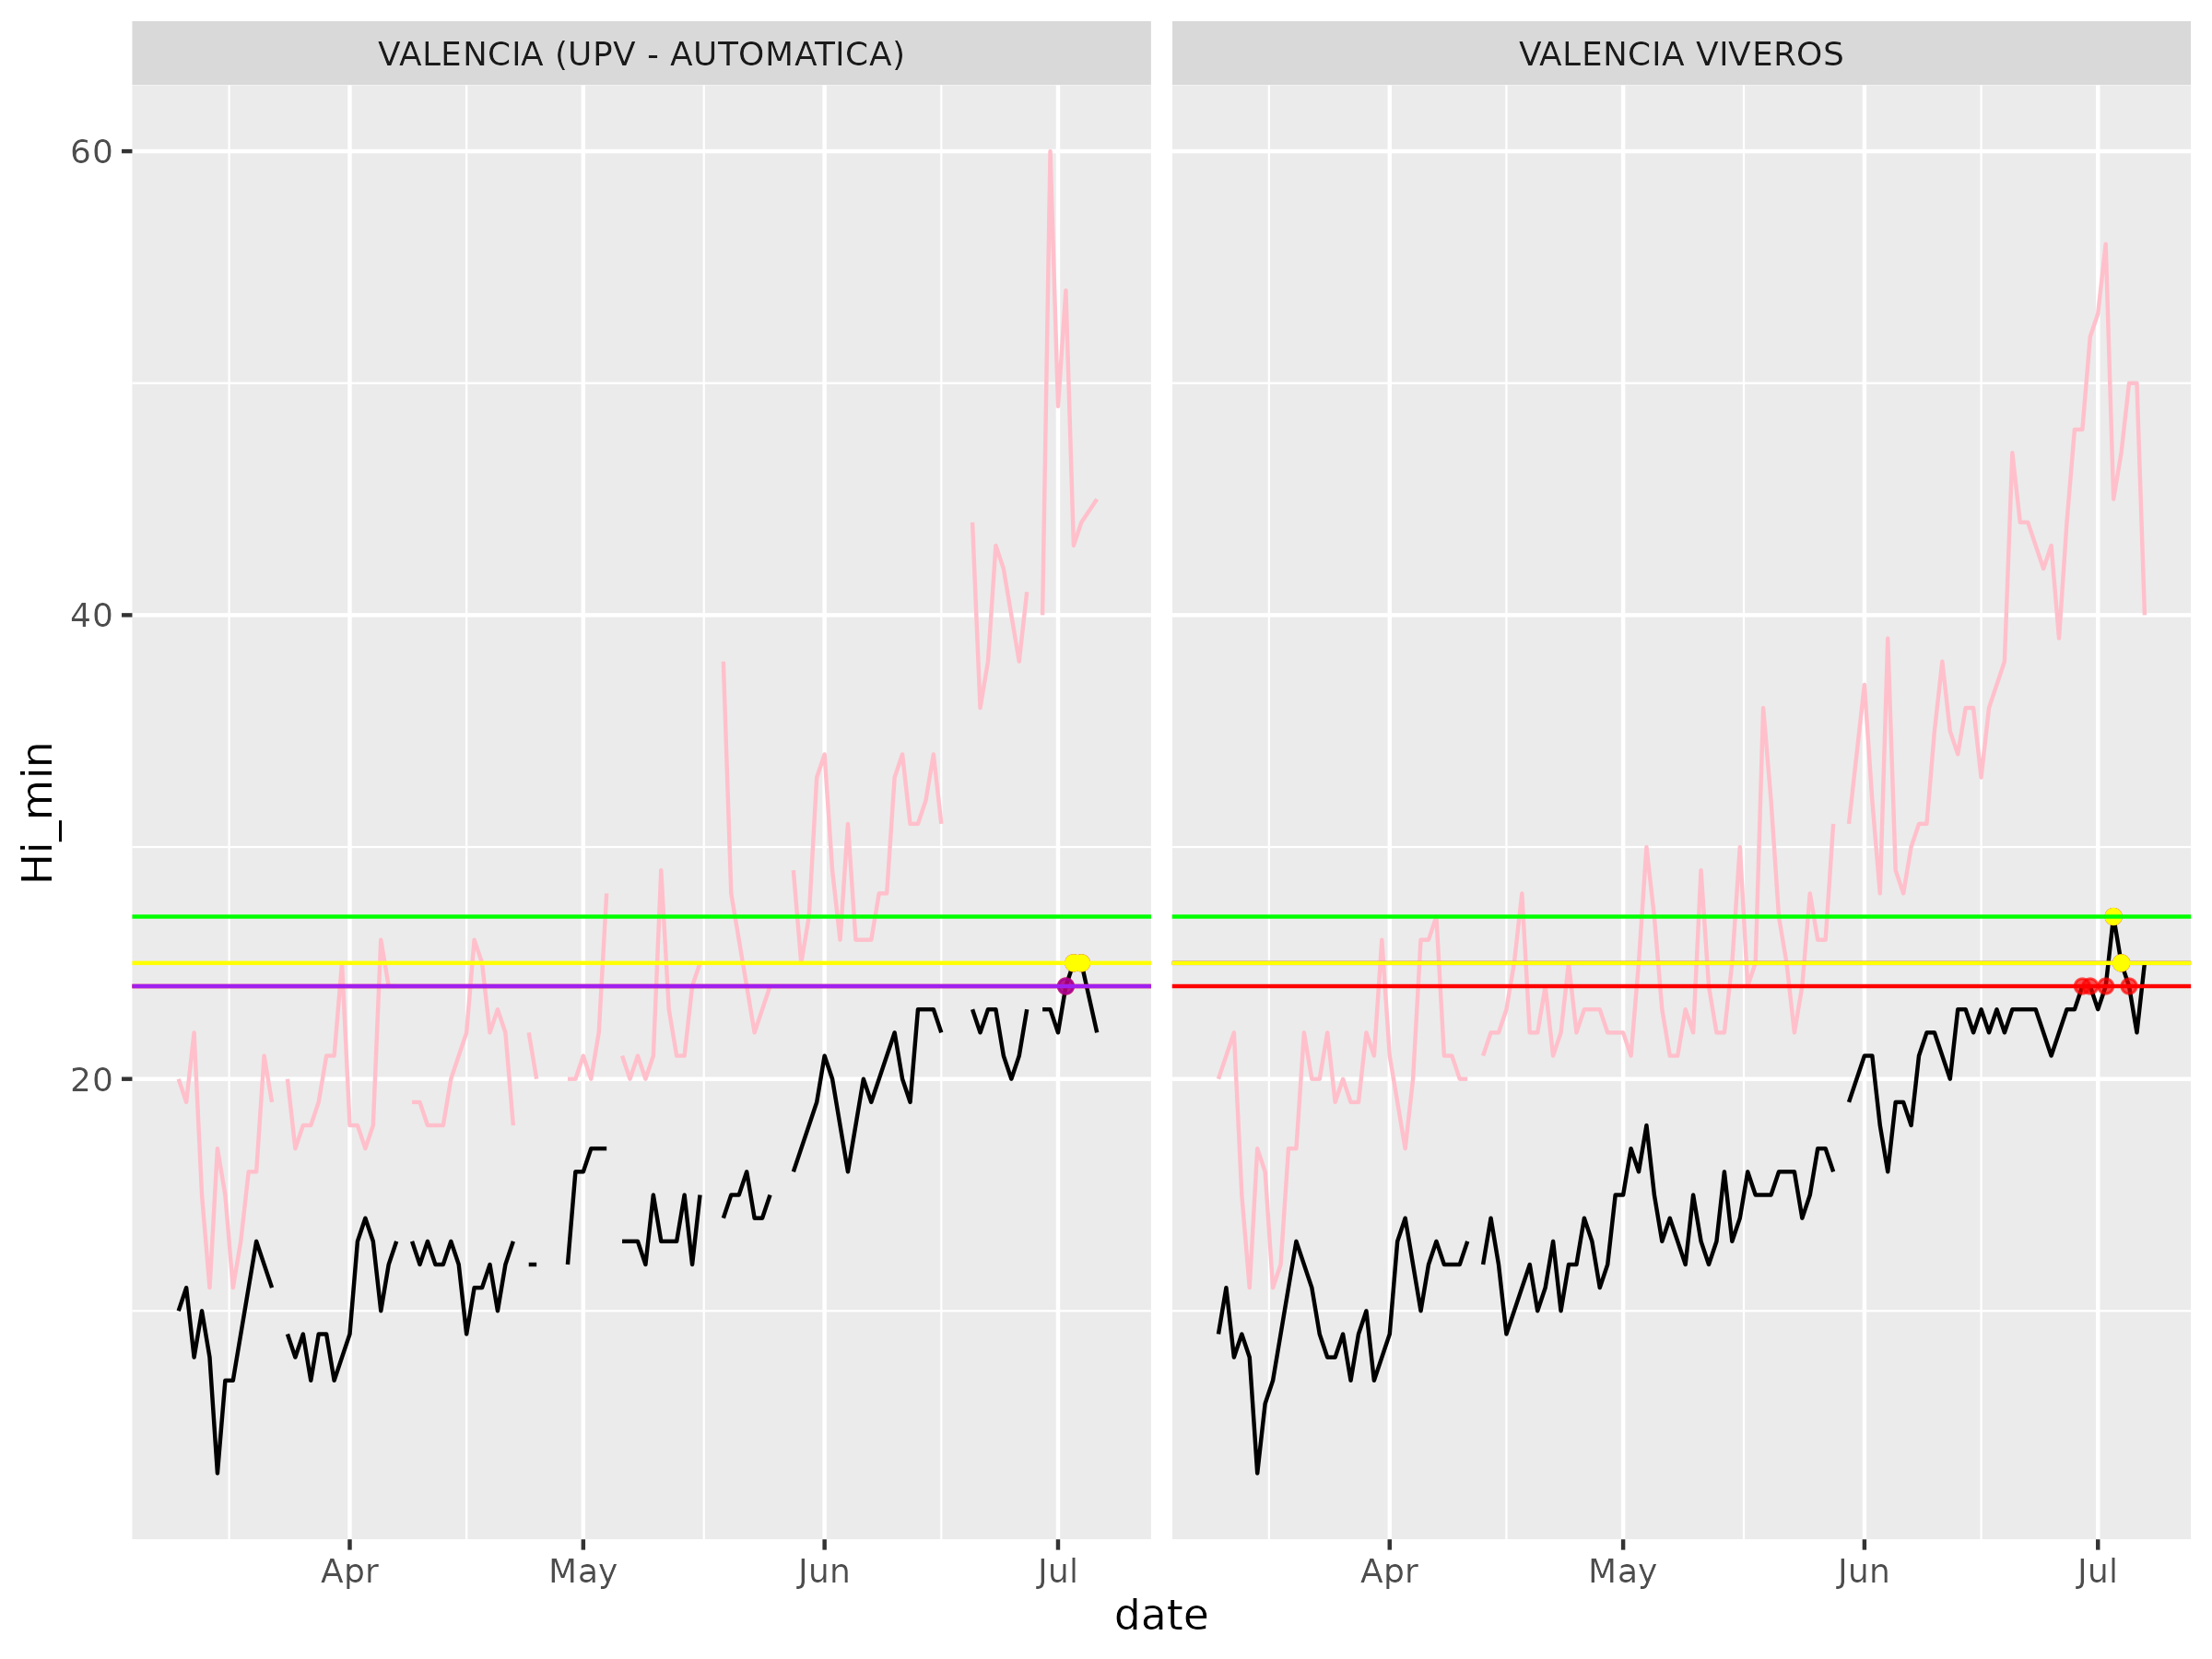 VALENCIA (UPV - AUTOMATICA)
VALENCIA VIVEROS
60
40
20
Hi_min
Apr May Jun Jul
Apr May Jun Jul
date